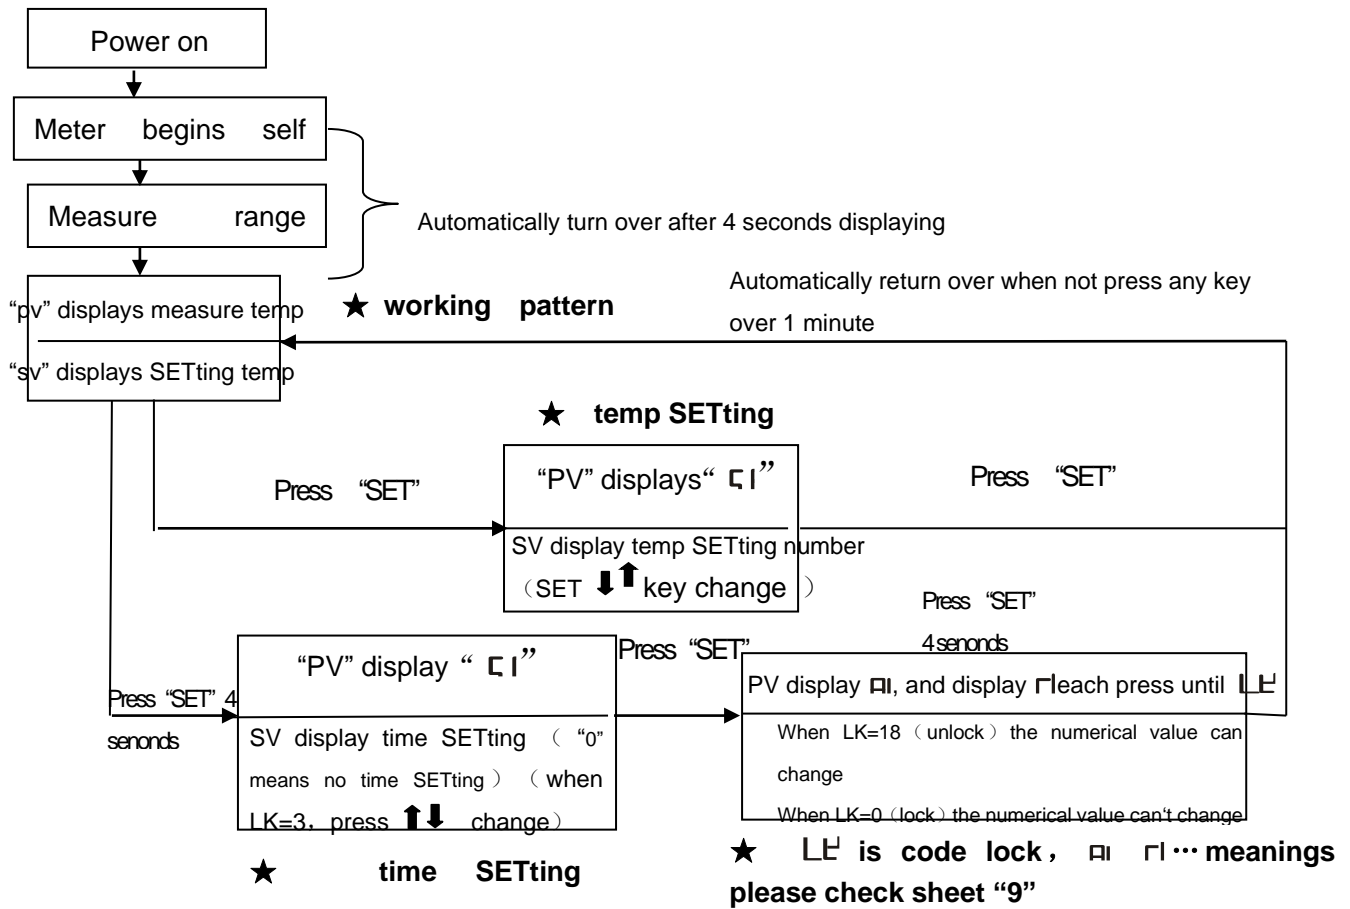 Power on
Meter begins self
Measure range
Automatically turn over after 4 seconds displaying
“pv” displays measure temp
“sv” displays SETting temp
★ working pattern
Automatically return over when not press any key
over 1 minute
★ temp SETting
Press “SET”
“PV” displays“ ㄷㅣ”
SV display temp SETting number
（SET ⬇⬆ key change ）
Press “SET”
Press “SET” 4
senonds
“PV” display “ ㄷㅣ”
SV display time SETting （ “0”
means no time SETting） （when
LK=3, press ⬆⬇ change）
★ time SETting
Press “SET”
Press “SET”
4 senonds
PV display , and display each press until
When LK=18（unlock）the numerical value can
change
When LK=0（lock）the numerical value can't change
★ is code lock， … meanings
please check sheet “9”